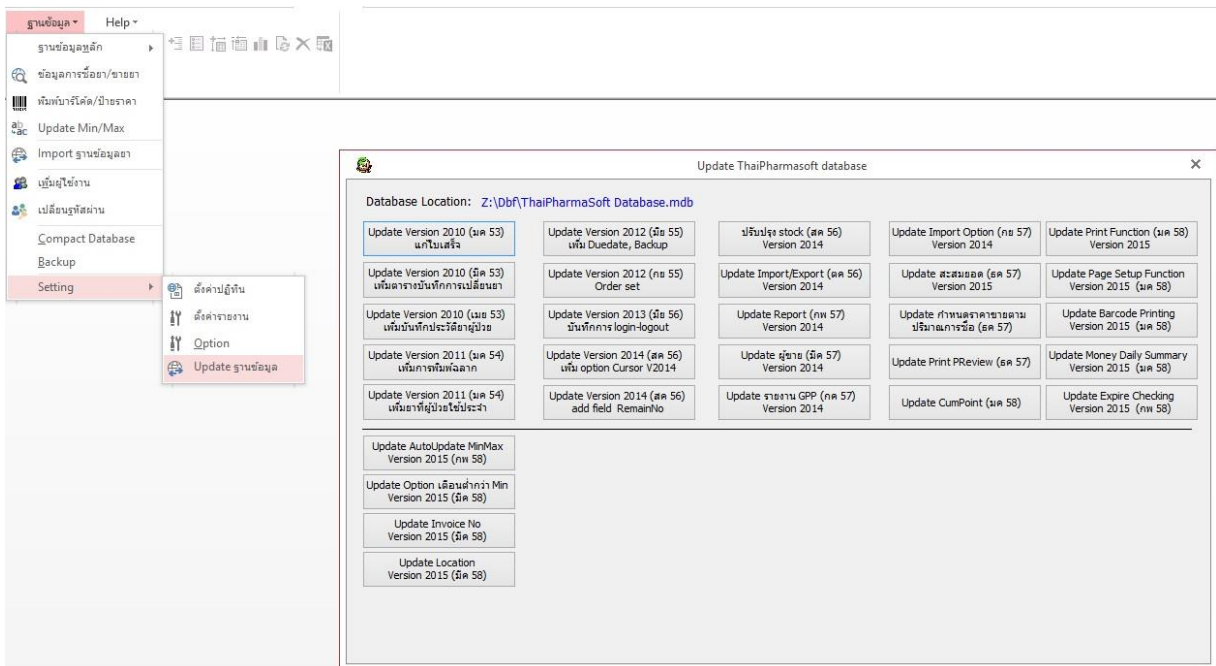 ฐานข้อมูล
Help
ฐานข้อมูลหลัก
ข้อมูลการซื้อยา/ขายยา
พิมพ์บาร์โค้ด/ป้ายราคา
Update Min/Max
Import ฐานข้อมูลยา
เพิ่มผู้ใช้งาน
เปลี่ยนรหัสผ่าน
Compact Database
Backup
Setting
ตั้งค่าปฏิทิน
ตั้งค่ารายงาน
Option
Update ฐานข้อมูล
Update ThaiPharmasoft database
Database Location: Z:\Dbf\ThaiPharmaSoft Database.mdb
Update Version 2010 (มค 53)
แก้ใบเสร็จ
Update Version 2012 (มิย 55)
เพิ่ม Duedate, Backup
ปรับปรุง stock (สค 56)
Version 2014
Update Import Option (กย 57)
Version 2014
Update Print Function (มค 58)
Version 2015
Update Version 2010 (มีค 53)
เพิ่มตารางบันทึกการเปลี่ยนยา
Update Version 2012 (กย 55)
Order set
Update Import/Export (ตค 56)
Version 2014
Update สะสมยอด (ธค 57)
Version 2015
Update Page Setup Function
Version 2015 (มค 58)
Update Version 2010 (เมย 53)
เพิ่มบันทึกประวัติยาผู้ป่วย
Update Version 2013 (มิย 56)
บันทึกการ login-logout
Update Report (กพ 57)
Version 2014
Update กำหนดราคาขายตาม
ปริมาณการซื้อ (ธค 57)
Update Barcode Printing
Version 2015 (มค 58)
Update Version 2011 (มค 54)
เพิ่มการพิมพ์ฉลาก
Update Version 2014 (สค 56)
เพิ่ม option Cursor V2014
Update ผู้ขาย (มีค 57)
Version 2014
Update Print PReview (ธค 57)
Update Money Daily Summary
Version 2015 (มค 58)
Update Version 2011 (มค 54)
เพิ่มยาที่ผู้ป่วยใช้ประจำ
Update Version 2014 (สค 56)
add field RemainNo
Update รายงาน GPP (กค 57)
Version 2014
Update CumPoint (มค 58)
Update Expire Checking
Version 2015 (กพ 58)
Update AutoUpdate MinMax
Version 2015 (กพ 58)
Update Option เตือนต่ำกว่า Min
Version 2015 (มีค 58)
Update Invoice No
Version 2015 (มีค 58)
Update Location
Version 2015 (มีค 58)